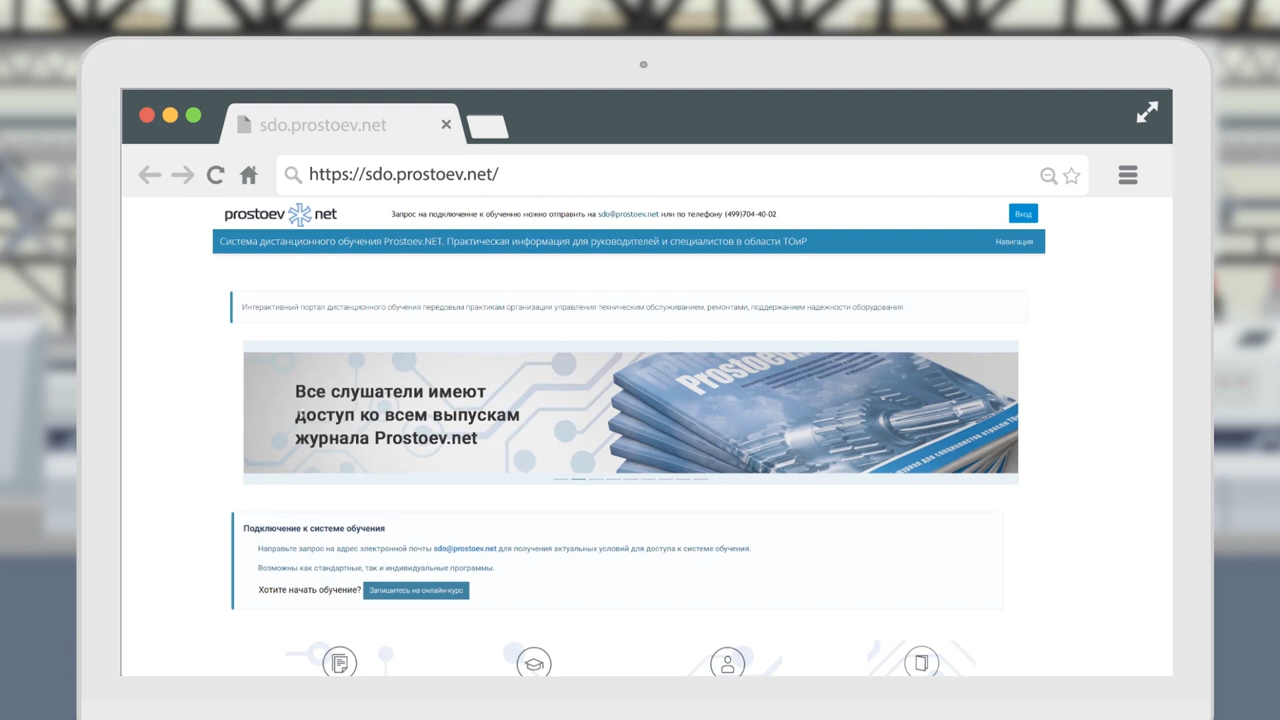 sdo.prostoev.net
https://sdo.prostoev.net/
prostoev net
Запрос на подключение к обучению можно отправить на sdo@prostoev.net или по телефону (499)704-40-02
Вход
Система дистанционного обучения Prostoev.NET. Практическая информация для руководителей и специалистов в области ТОиР
Навигация
Интерактивный портал дистанционного обучения передовым практикам организации управления техническим обслуживанием, ремонтами, поддержанием надежности оборудования
Все слушатели имеют
доступ ко всем выпускам
журнала Prostoev.net
Prostoev.
Подключение к системе обучения
Направьте запрос на адрес электронной почты sdo@prostoev.net для получения актуальных условий для доступа к системе обучения.
Возможны как стандартные, так и индивидуальные программы.
Хотите начать обучение? Запишитесь на онлайн-курс